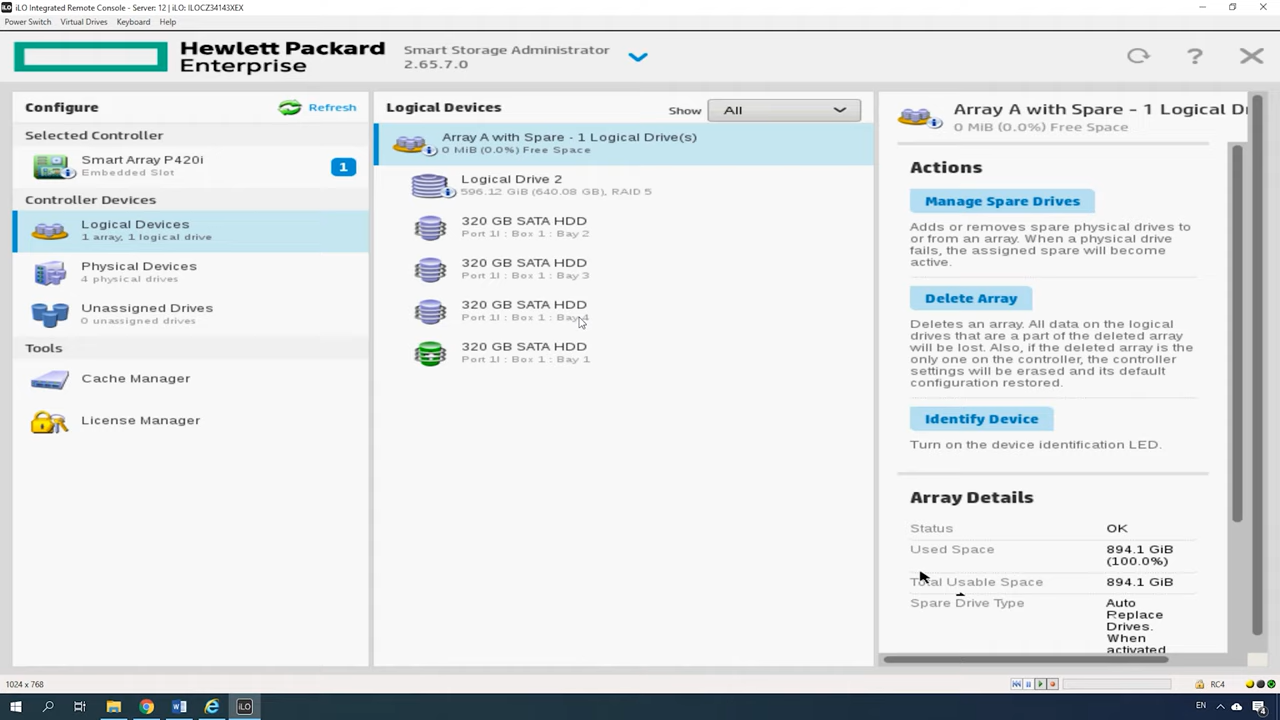 iLO Integrated Remote Console - Server: 12 | iLO: ILOCZ34143XEX
Power Switch Virtual Drives Keyboard Help
Hewlett Packard
Enterprise
Smart Storage Administrator
2.65.7.0
Configure
Refresh
Selected Controller
Smart Array P420i
Embedded Slot
1
Controller Devices
Logical Devices
1 array, 1 logical drive
Physical Devices
4 physical drives
Unassigned Drives
0 unassigned drives
Tools
Cache Manager
License Manager
Logical Devices
Show All
Array A with Spare - 1 Logical Drive(s)
0 MiB (0.0%) Free Space
Logical Drive 2
596.12 GiB (640.08 GB), RAID 5
320 GB SATA HDD
Port 1I : Box 1 : Bay 2
320 GB SATA HDD
Port 1I : Box 1 : Bay 3
320 GB SATA HDD
Port 1I : Box 1 : Bay 4
320 GB SATA HDD
Port 1I : Box 1 : Bay 1
Array A with Spare - 1 Logical D
0 MiB (0.0%) Free Space
Actions
Manage Spare Drives
Adds or removes spare physical drives to
or from an array. When a physical drive
fails, the assigned spare will become
active.
Delete Array
Deletes an array. All data on the logical
drives that are a part of the deleted array
will be lost. Also, if the deleted array is the
only one on the controller, the controller
settings will be erased and its default
configuration restored.
Identify Device
Turn on the device identification LED.
Array Details
Status OK
Used Space 894.1 GiB
(100.0%)
Total Usable Space 894.1 GiB
Spare Drive Type Auto
Replace
Drives.
When
activated
1024 x 768
RC4
iLO
EN
4